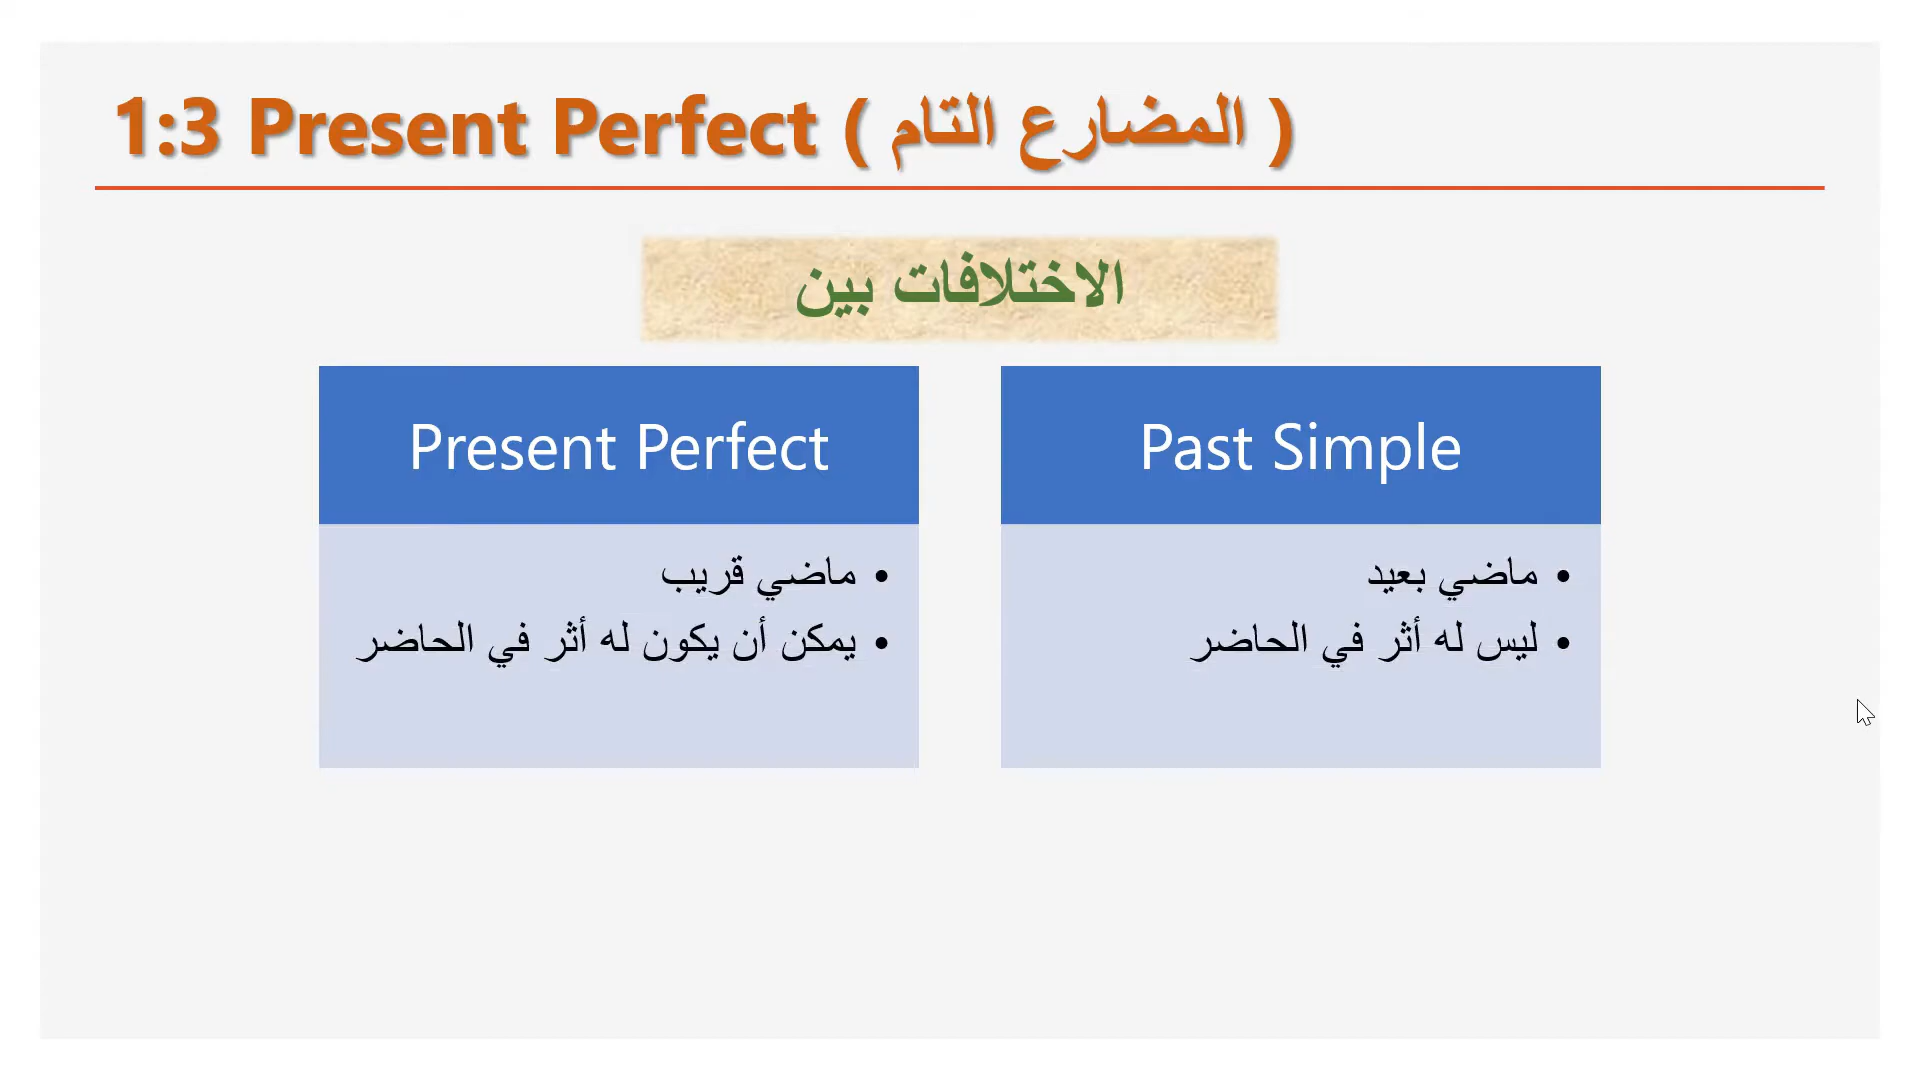 1:3 Present Perfect ( المضارع التام )
الاختلافات بين
Present Perfect
• ماضي قريب
• يمكن أن يكون له أثر في الحاضر
Past Simple
• ماضي بعيد
• ليس له أثر في الحاضر